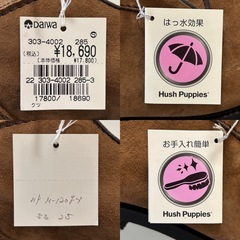 Daiwa
303-4002 285
(税込) ¥18,690
(本体価格 ¥17,800)
22 303-4002 285-3
17800/ 18690
クツ
はっ水効果
Hush Puppies
お手入れ簡単
Hush Puppies